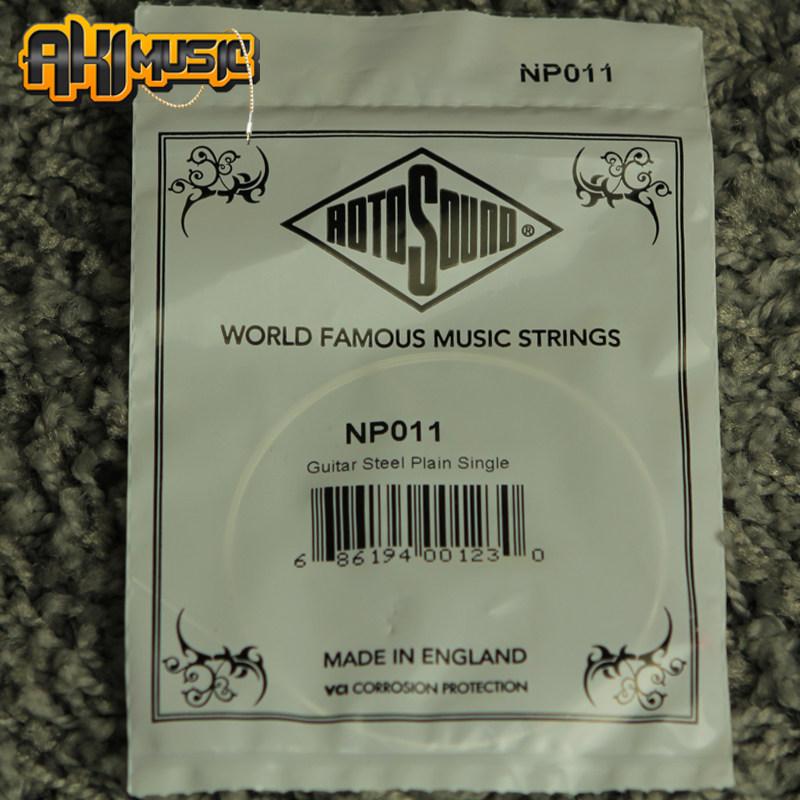 AKI MUSIC
NP011
ROTOSOUND®
WORLD FAMOUS MUSIC STRINGS
NP011
Guitar Steel Plain Single
6 86194 00123 0
MADE IN ENGLAND
vci CORROSION PROTECTION